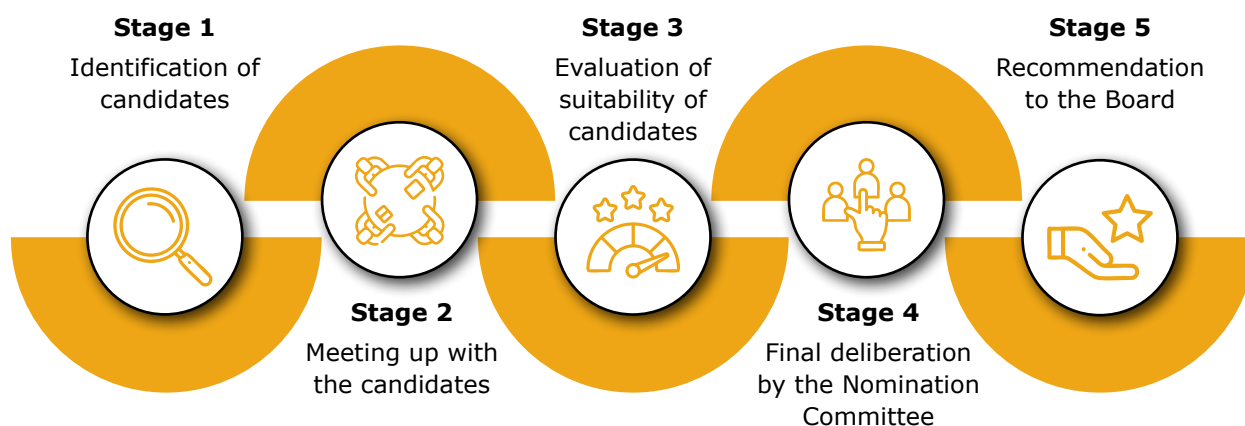 Stage 1
Identification of
candidates
Stage 2
Meeting up with
the candidates
Stage 3
Evaluation of
suitability of
candidates
Stage 4
Final deliberation
by the Nomination
Committee
Stage 5
Recommendation
to the Board